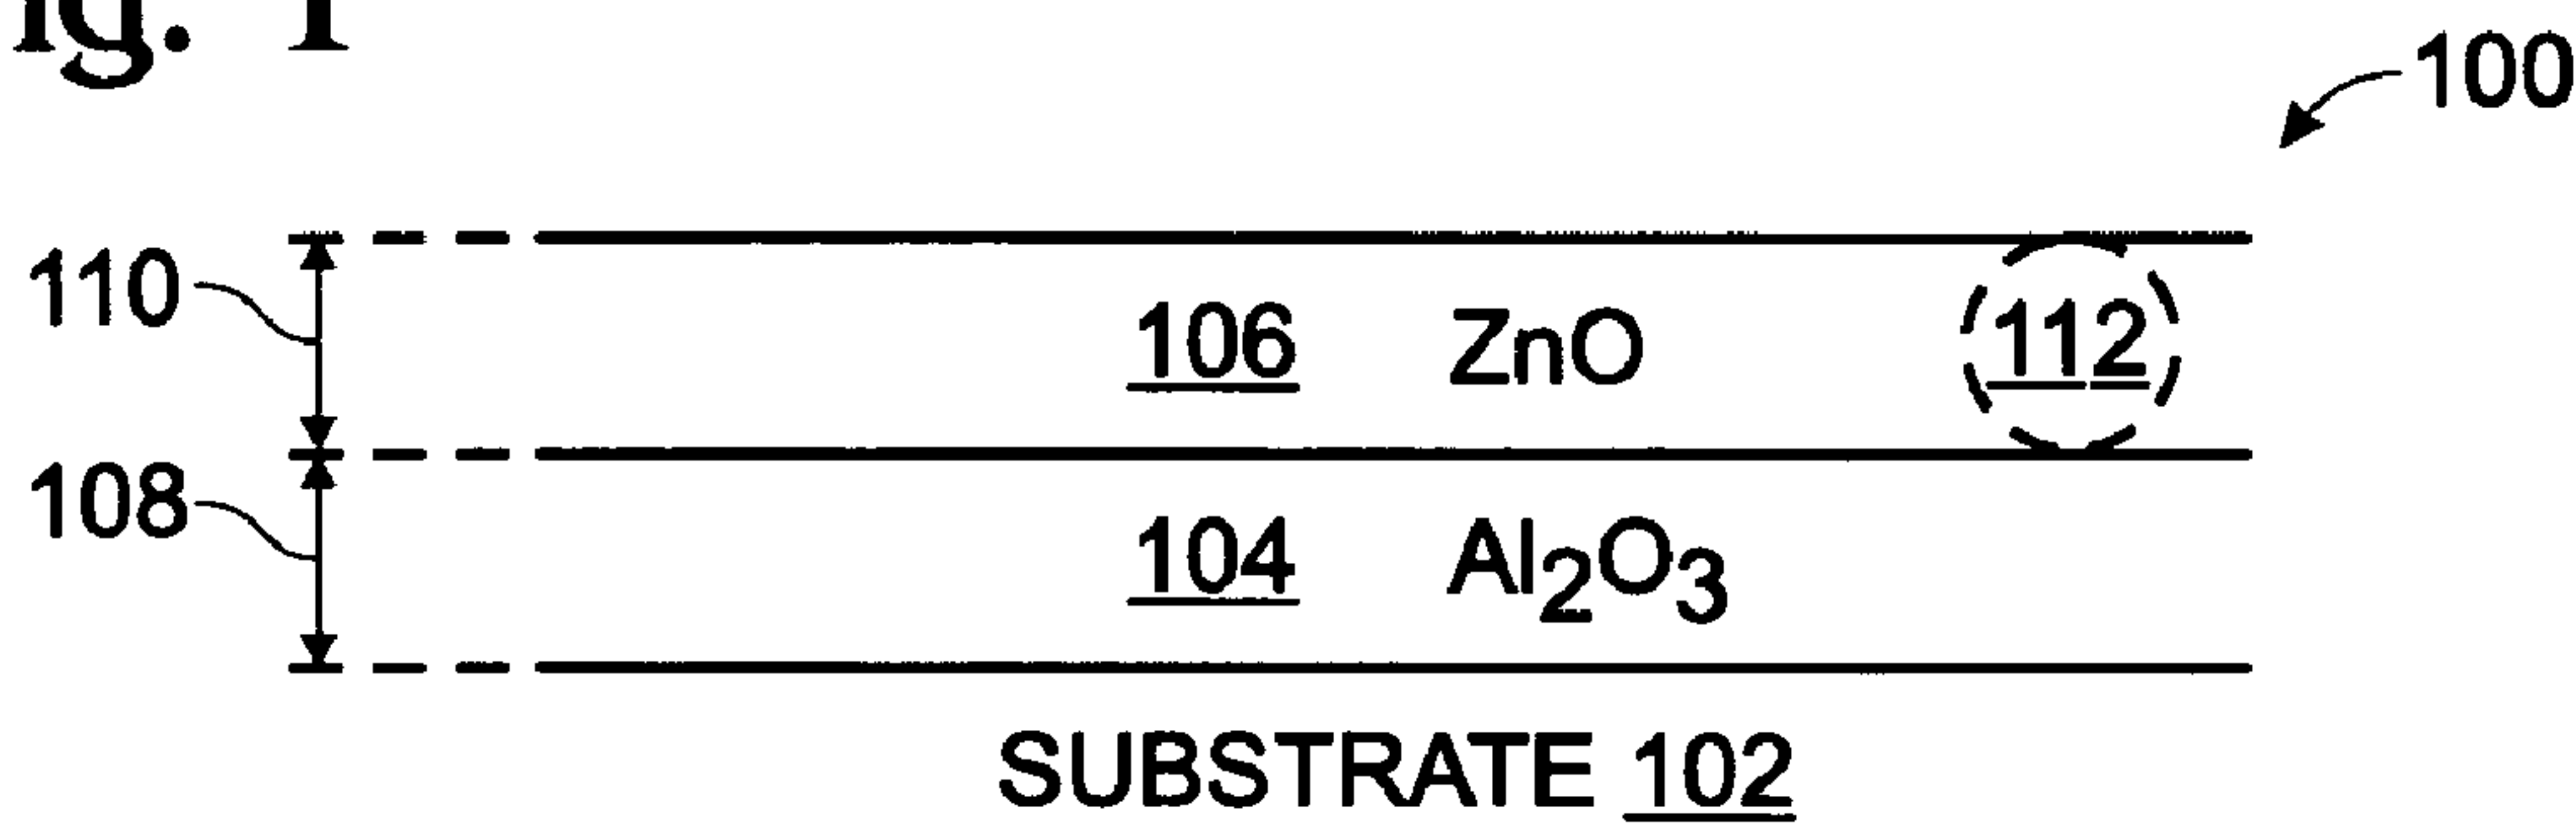 ig. 1
100
110
106 ZnO 112
108
104 Al₂O₃
SUBSTRATE 102